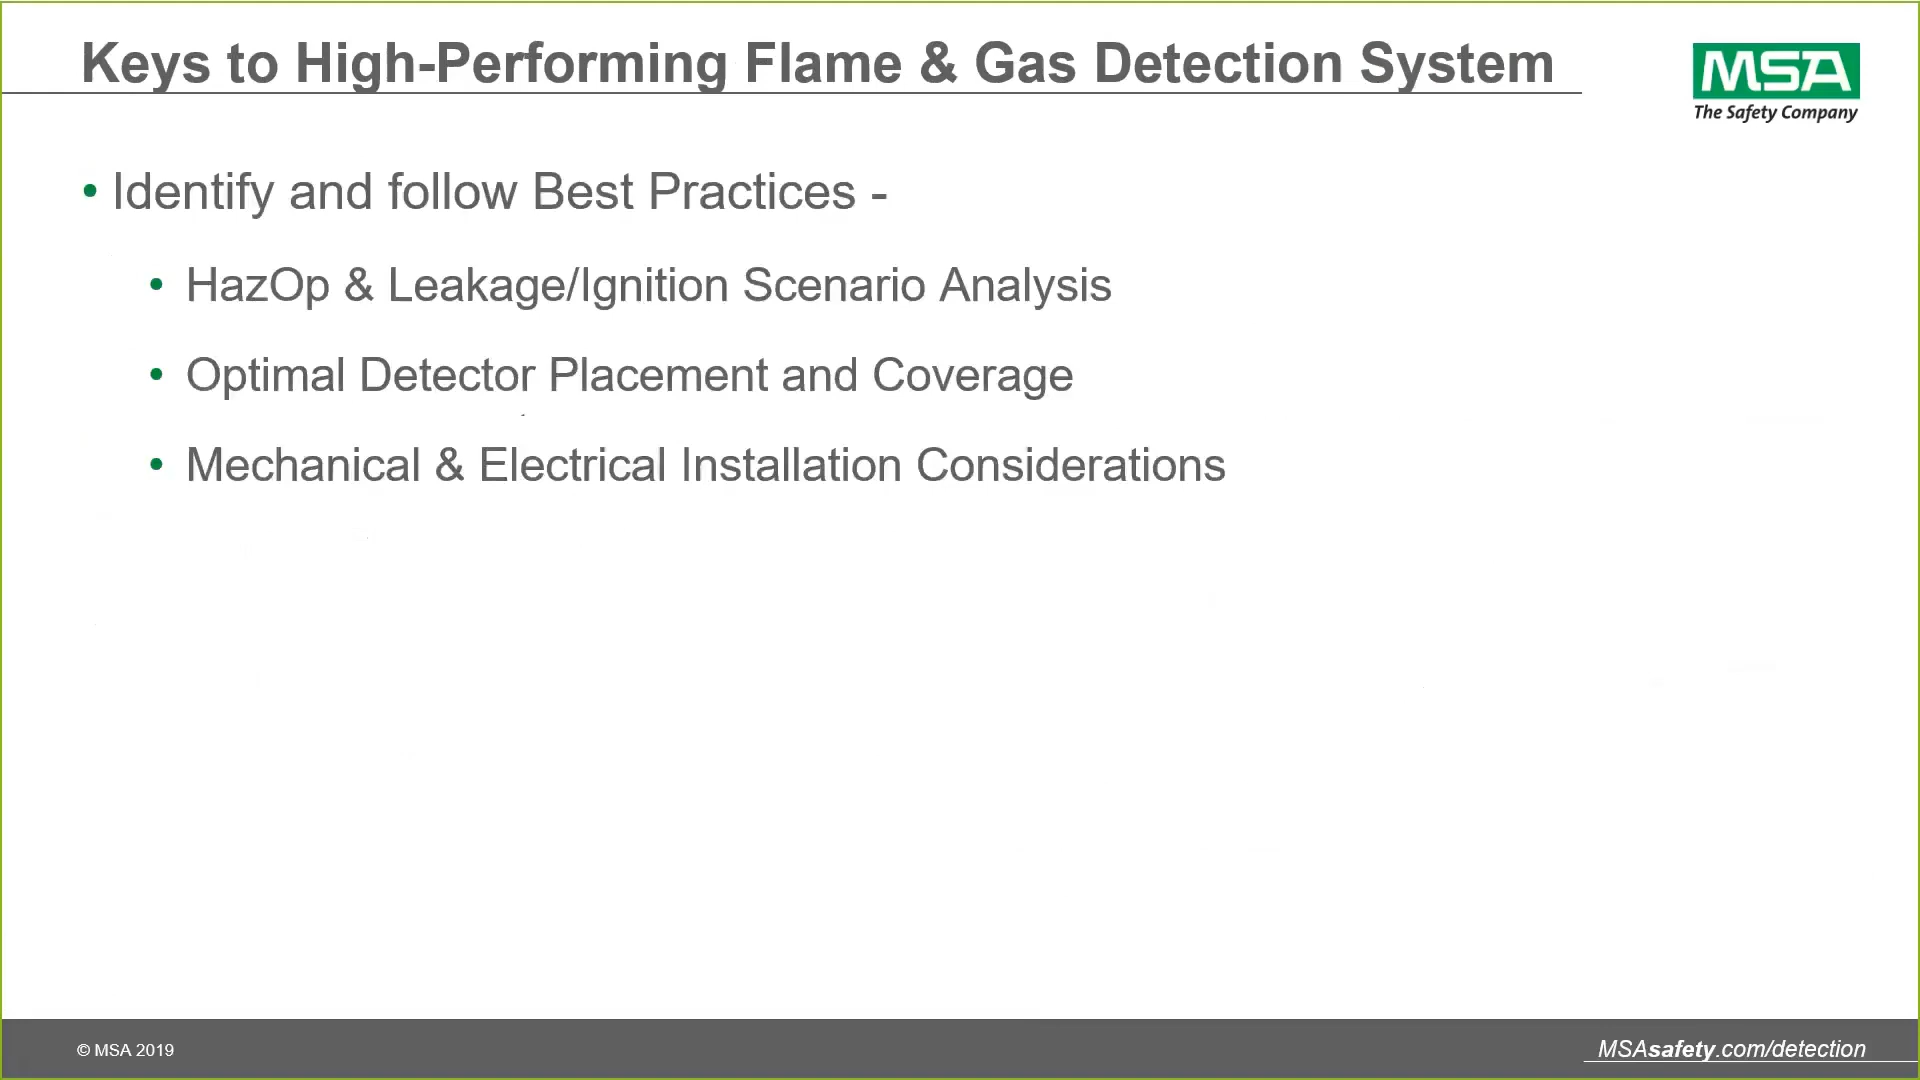 Keys to High-Performing Flame & Gas Detection System
MSA
The Safety Company
• Identify and follow Best Practices -
• HazOp & Leakage/Ignition Scenario Analysis
• Optimal Detector Placement and Coverage
• Mechanical & Electrical Installation Considerations
© MSA 2019
MSAsafety.com/detection